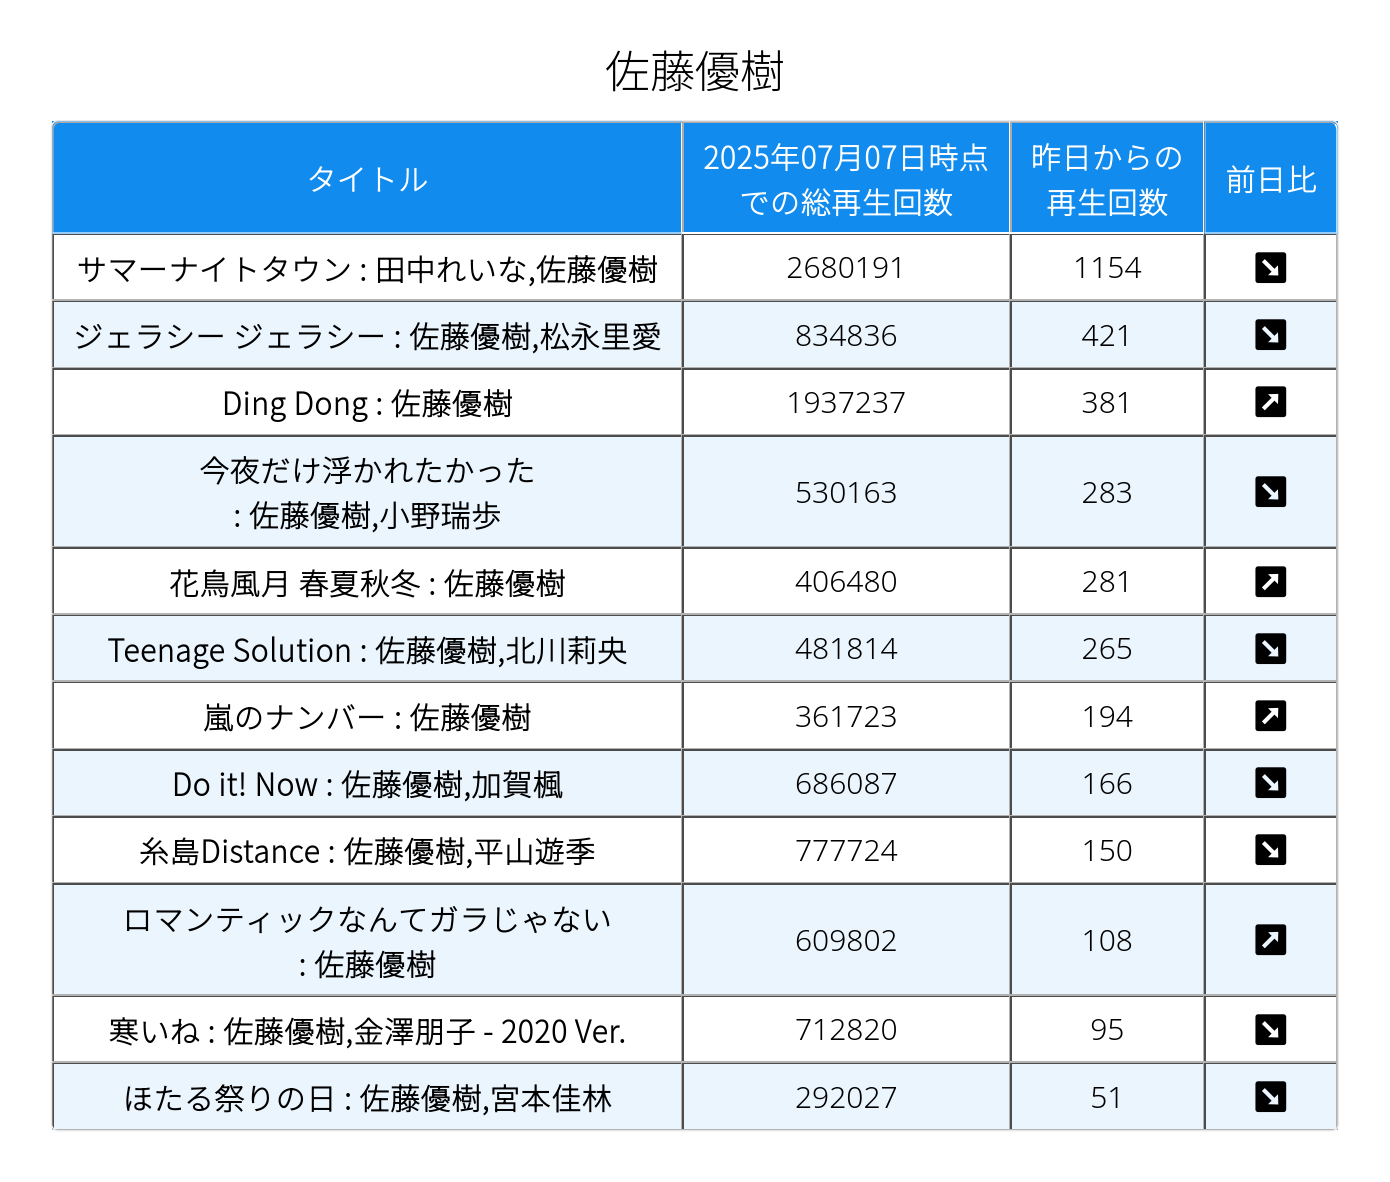 佐藤優樹
タイトル
2025年07月07日時点
での総再生回数
昨日からの
再生回数
前日比
サマーナイトタウン : 田中れいな,佐藤優樹 2680191 1154 ↘
ジェラシー ジェラシー : 佐藤優樹,松永里愛 834836 421 ↘
Ding Dong : 佐藤優樹 1937237 381 ↗
今夜だけ浮かれたかった
: 佐藤優樹,小野瑞歩 530163 283 ↘
花鳥風月 春夏秋冬 : 佐藤優樹 406480 281 ↗
Teenage Solution : 佐藤優樹,北川莉央 481814 265 ↘
嵐のナンバー : 佐藤優樹 361723 194 ↗
Do it! Now : 佐藤優樹,加賀楓 686087 166 ↘
糸島Distance : 佐藤優樹,平山遊季 777724 150 ↘
ロマンティックなんてガラじゃない
: 佐藤優樹 609802 108 ↗
寒いね : 佐藤優樹,金澤朋子 - 2020 Ver. 712820 95 ↘
ほたる祭りの日 : 佐藤優樹,宮本佳林 292027 51 ↘